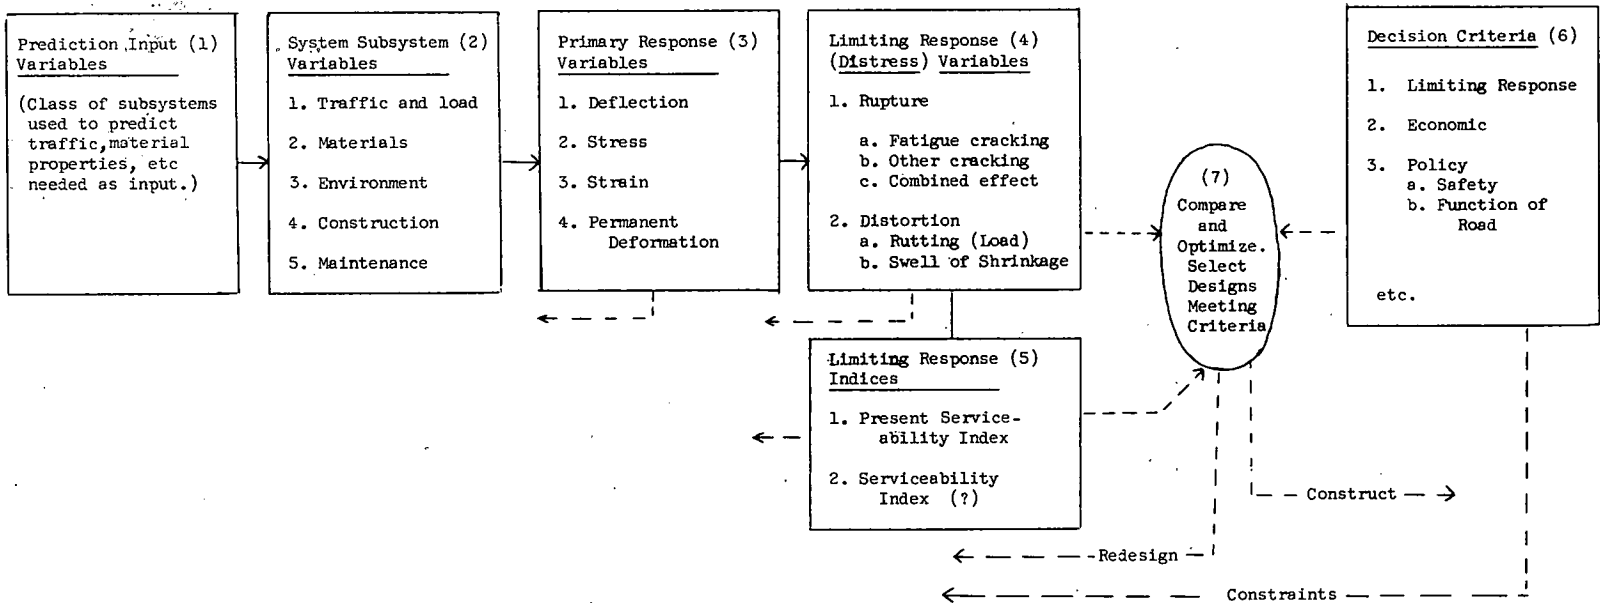 Prediction Input (1)
Variables
(Class of subsystems
used to predict
traffic, material
properties, etc
needed as input.)
System Subsystem (2)
Variables
1. Traffic and load
2. Materials
3. Environment
4. Construction
5. Maintenance
Primary Response (3)
Variables
1. Deflection
2. Stress
3. Strain
4. Permanent
Deformation
Limiting Response (4)
(Distress) Variables
1. Rupture
a. Fatigue cracking
b. Other cracking
c. Combined effect
2. Distortion
a. Rutting (Load)
b. Swell of Shrinkage
Limiting Response (5)
Indices
1. Present Service-
ability Index
2. Serviceability
Index (?)
(7)
Compare
and
Optimize.
Select
Designs
Meeting
Criteria
Decision Criteria (6)
1. Limiting Response
2. Economic
3. Policy
a. Safety
b. Function of
Road
etc.
Construct
Redesign
Constraints